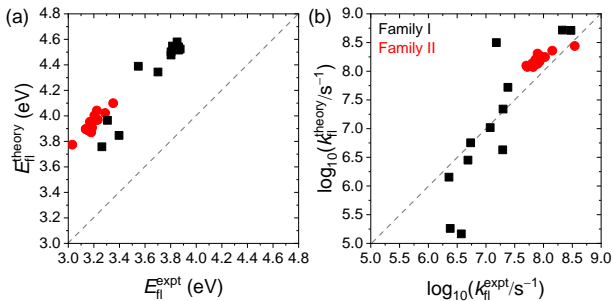 (a)
4.8
4.6
4.4
4.2
4.0
3.8
3.6
3.4
3.2
3.0
E_fl^theory (eV)
3.0 3.2 3.4 3.6 3.8 4.0 4.2 4.4 4.6 4.8
E_fl^expt (eV)
(b)
Family I
Family II
9.0
8.5
8.0
7.5
7.0
6.5
6.0
5.5
5.0
log10(k_fl^theory/s^-1)
5.0 5.5 6.0 6.5 7.0 7.5 8.0 8.5 9.0
log10(k_fl^expt/s^-1)